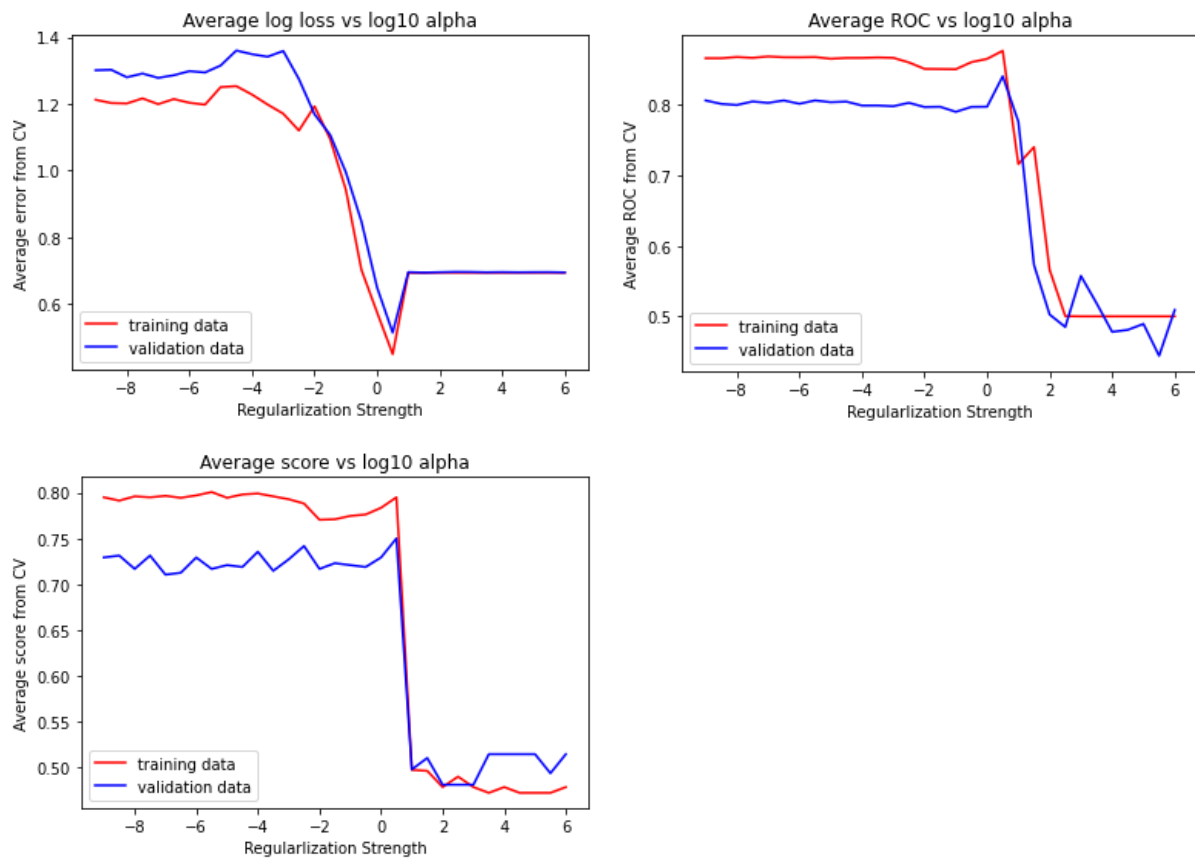 Average log loss vs log10 alpha
Average error from CV
1.4
1.2
1.0
0.8
0.6
training data
validation data
−8 −6 −4 −2 0 2 4 6
Regularlization Strength
Average ROC vs log10 alpha
Average ROC from CV
0.8
0.7
0.6
0.5
training data
validation data
−8 −6 −4 −2 0 2 4 6
Regularlization Strength
Average score vs log10 alpha
Average score from CV
0.80
0.75
0.70
0.65
0.60
0.55
0.50
training data
validation data
−8 −6 −4 −2 0 2 4 6
Regularlization Strength